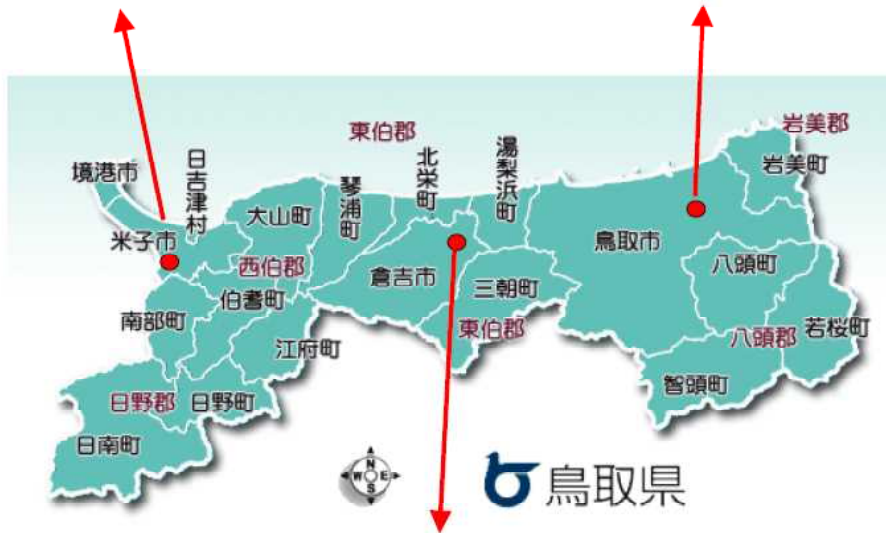 東伯郡
岩美郡
境港市
日吉津村
大山町
琴浦町
北栄町
湯梨浜町
岩美町
米子市
西伯郡
伯耆町
倉吉市
三朝町
鳥取市
八頭町
南部町
江府町
東伯郡
八頭郡
若桜町
智頭町
日野郡
日野町
日南町
N
W E
S
鳥取県